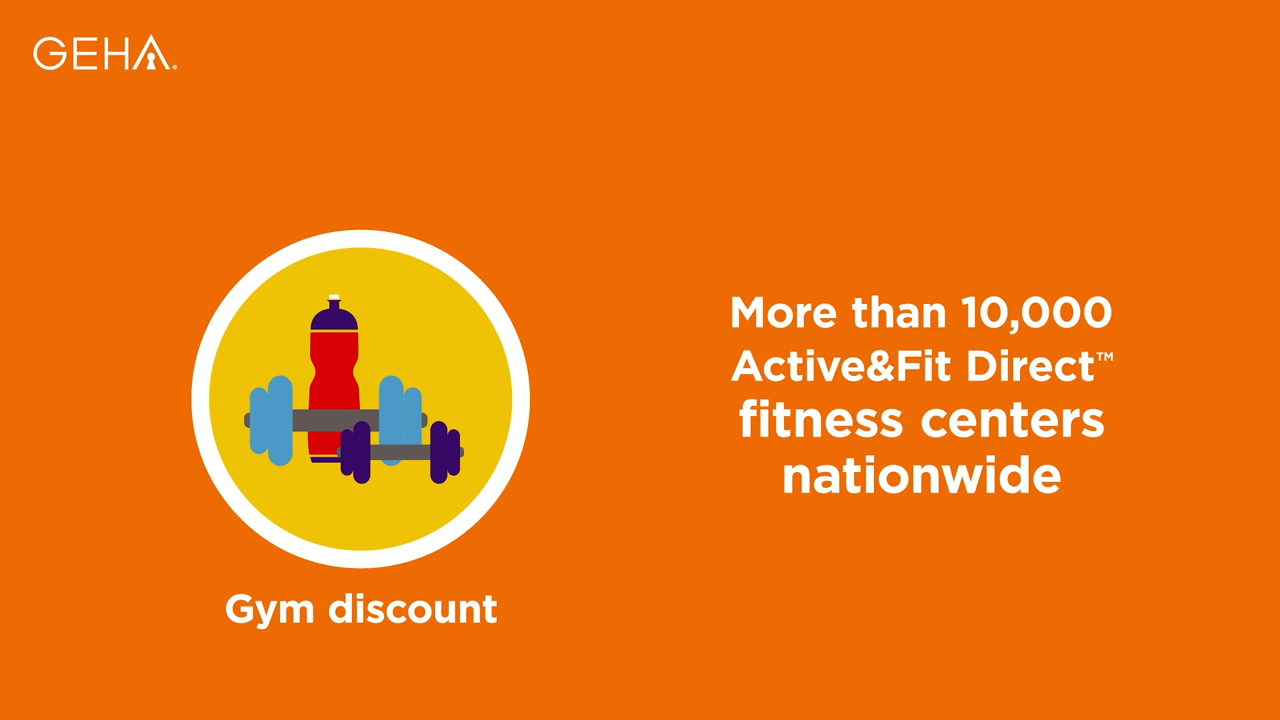 GEHA.
Gym discount
More than 10,000
Active&Fit Direct™
fitness centers
nationwide